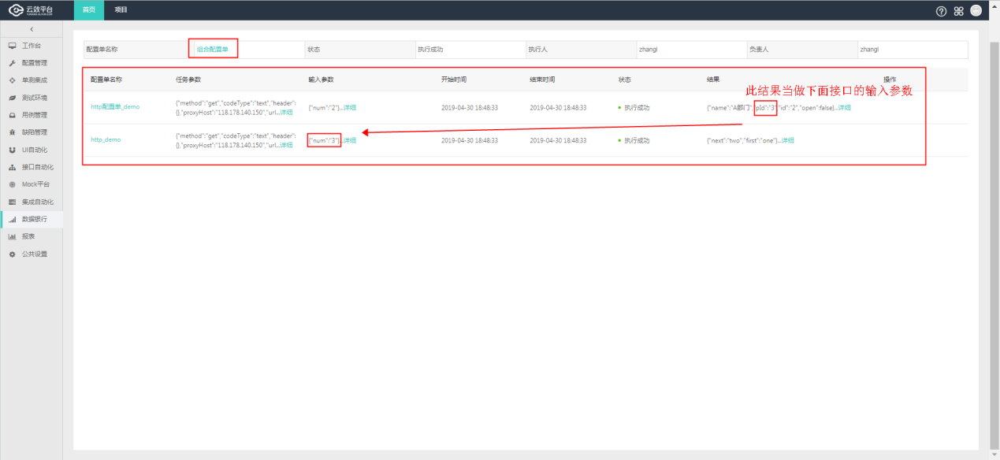 云效平台 首页 项目
工作台
配置管理
单测集成
测试环境
用例管理
缺陷管理
UI自动化
接口自动化
Mock平台
集成自动化
数据银行
报表
公共设置
配置单名称 组合配置单 状态 执行成功 执行人 zhangl 负责人 zhangl
配置单名称 任务参数 输入参数 开始时间 结束时间 状态 结果 操作
此结果当做下面接口的输入参数
http配置单_demo {"method":"get","codeType":"text","header":
{},"proxyHost":"118.178.140.150","url...详细 {"num":"2"}...详细 2019-04-30 18:48:33 2019-04-30 18:48:33 执行成功 {"name":"A部门","pId":"3","id":"2","open":false}...详细
http_demo {"method":"get","codeType":"text","header":
{},"proxyHost":"118.178.140.150","url...详细 {"num":"3"}...详细 2019-04-30 18:48:33 2019-04-30 18:48:33 执行成功 {"next":"two","first":"one"}...详细